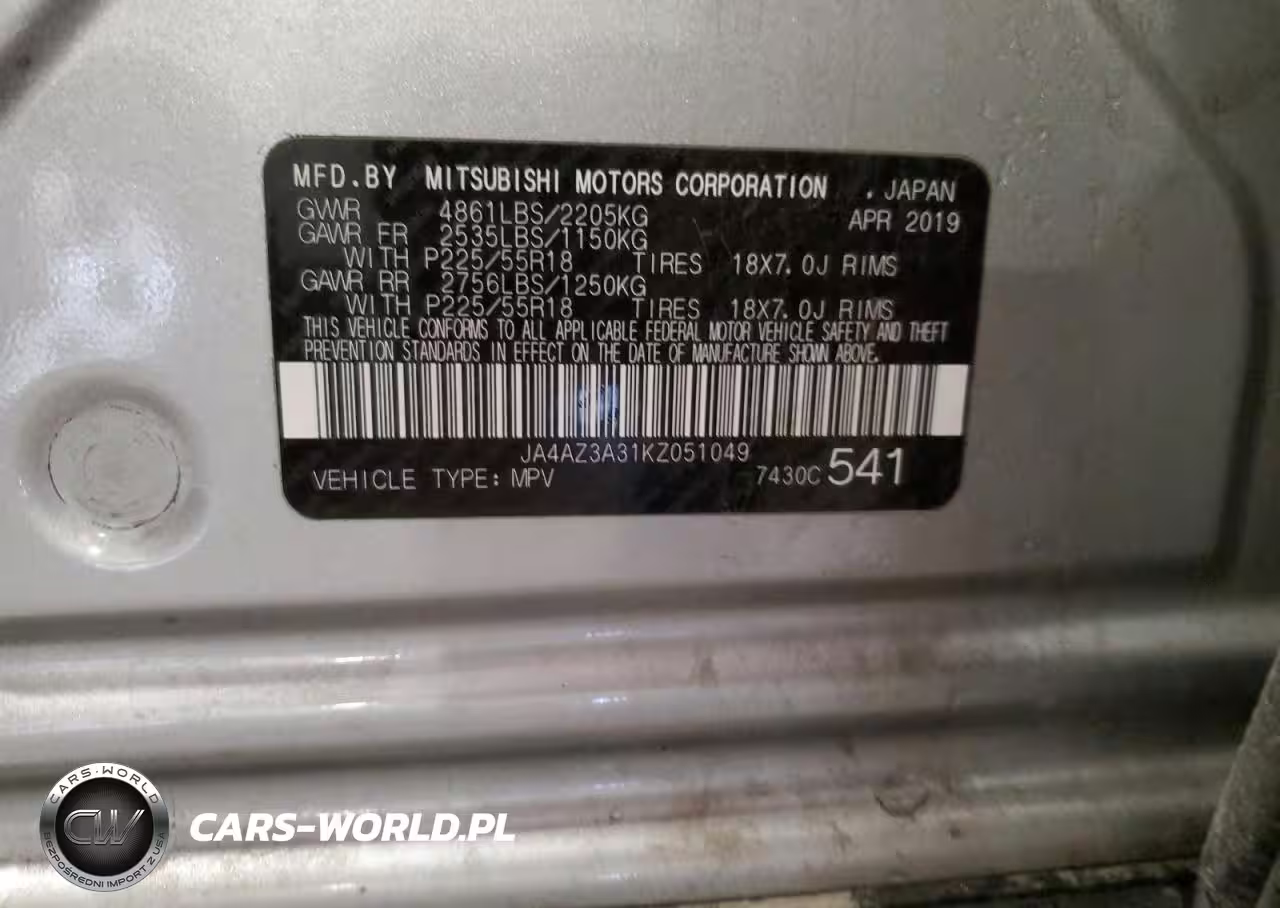 MFD.BY MITSUBISHI MOTORS CORPORATION . JAPAN
GVWR 4861LBS/2205KG APR 2019
GAWR FR 2535LBS/1150KG
WITH P225/55R18 TIRES 18X7.0J RIMS
GAWR RR 2756LBS/1250KG
WITH P225/55R18 TIRES 18X7.0J RIMS
THIS VEHICLE CONFORMS TO ALL APPLICABLE FEDERAL MOTOR VEHICLE SAFETY AND THEFT
PREVENTION STANDARDS IN EFFECT ON THE DATE OF MANUFACTURE SHOWN ABOVE.
JA4AZ3A31KZ051049
VEHICLE TYPE: MPV 7430C 541
CARS-WORLD
CW
BEZPOŚREDNI IMPORT Z USA
CARS-WORLD.PL